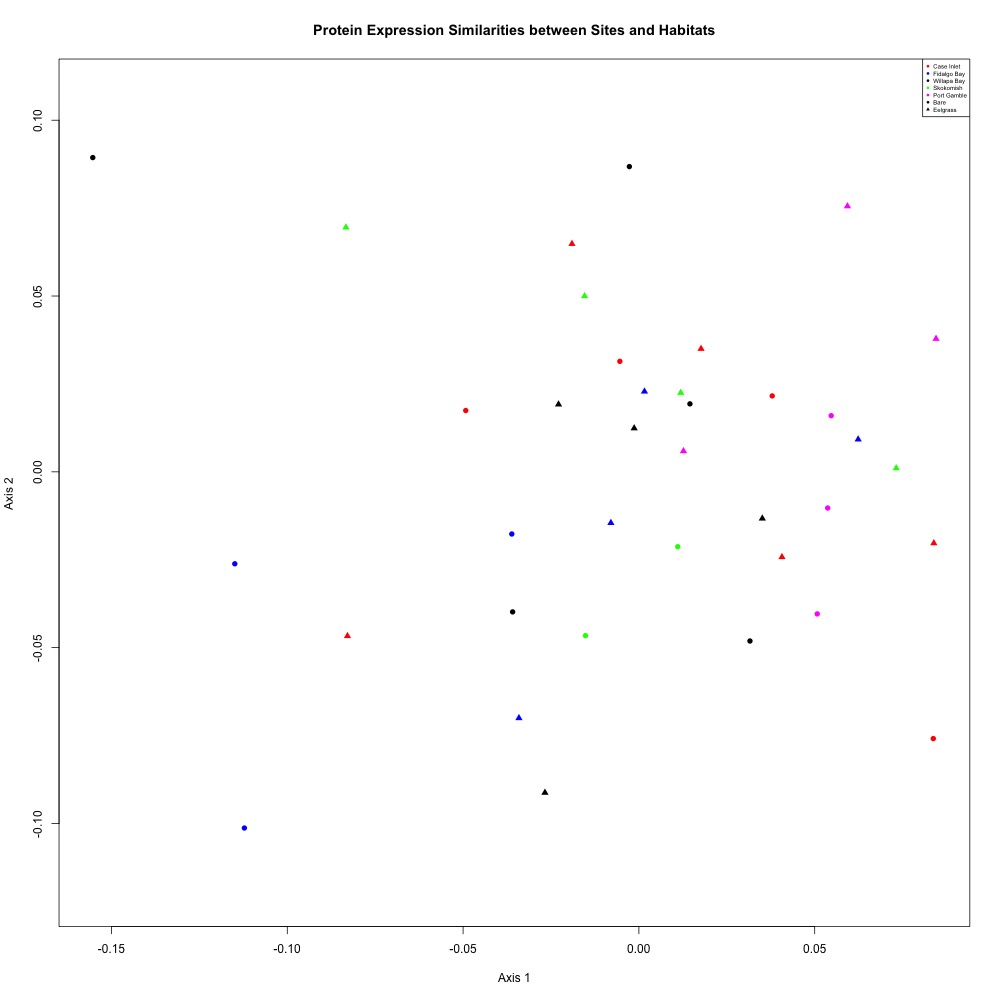 Protein Expression Similarities between Sites and Habitats
Case Inlet
Fidalgo Bay
Willapa Bay
Skokomish
Port Gamble
Bare
Eelgrass
0.10
0.05
0.00
-0.05
-0.10
Axis 2
-0.15
-0.10
-0.05
0.00
0.05
Axis 1